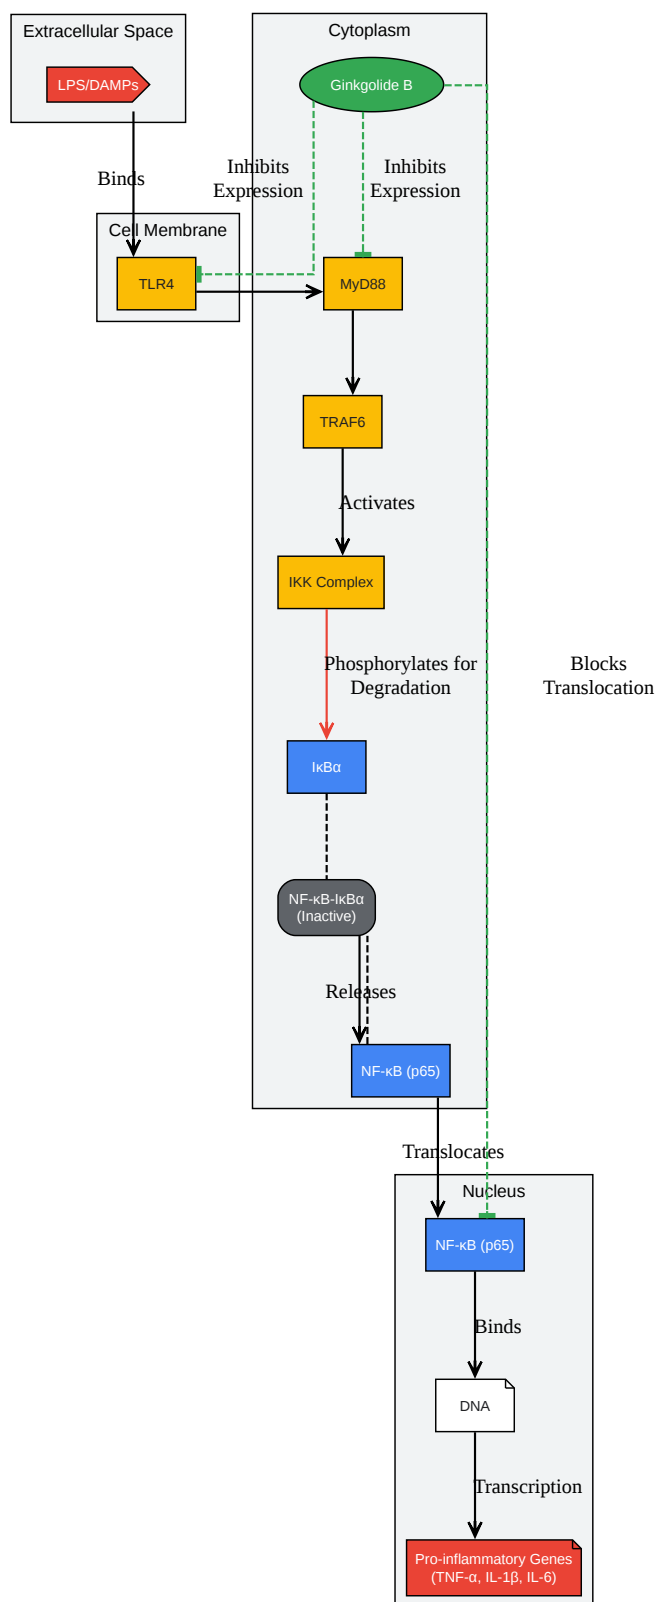 Extracellular Space
Cytoplasm
LPS/DAMPs
Ginkgolide B
Binds
Inhibits
Expression
Inhibits
Expression
Cell Membrane
TLR4
MyD88
TRAF6
Activates
IKK Complex
Phosphorylates for
Degradation
Blocks
Translocation
IκBα
NF-κB-IκBα
(Inactive)
Releases
NF-κB (p65)
Translocates
Nucleus
NF-κB (p65)
Binds
DNA
Transcription
Pro-inflammatory Genes
(TNF-α, IL-1β, IL-6)